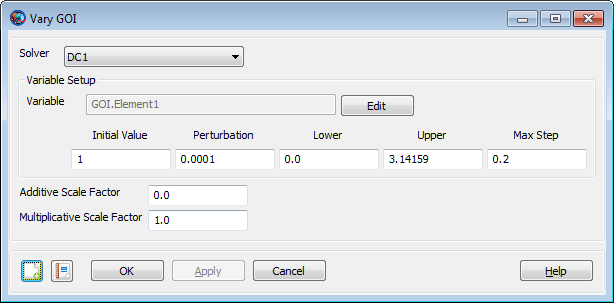 Vary GOI
Solver DC1
Variable Setup
Variable GOI.Element1 Edit
Initial Value Perturbation Lower Upper Max Step
1 0.0001 0.0 3.14159 0.2
Additive Scale Factor 0.0
Multiplicative Scale Factor 1.0
OK Apply Cancel Help